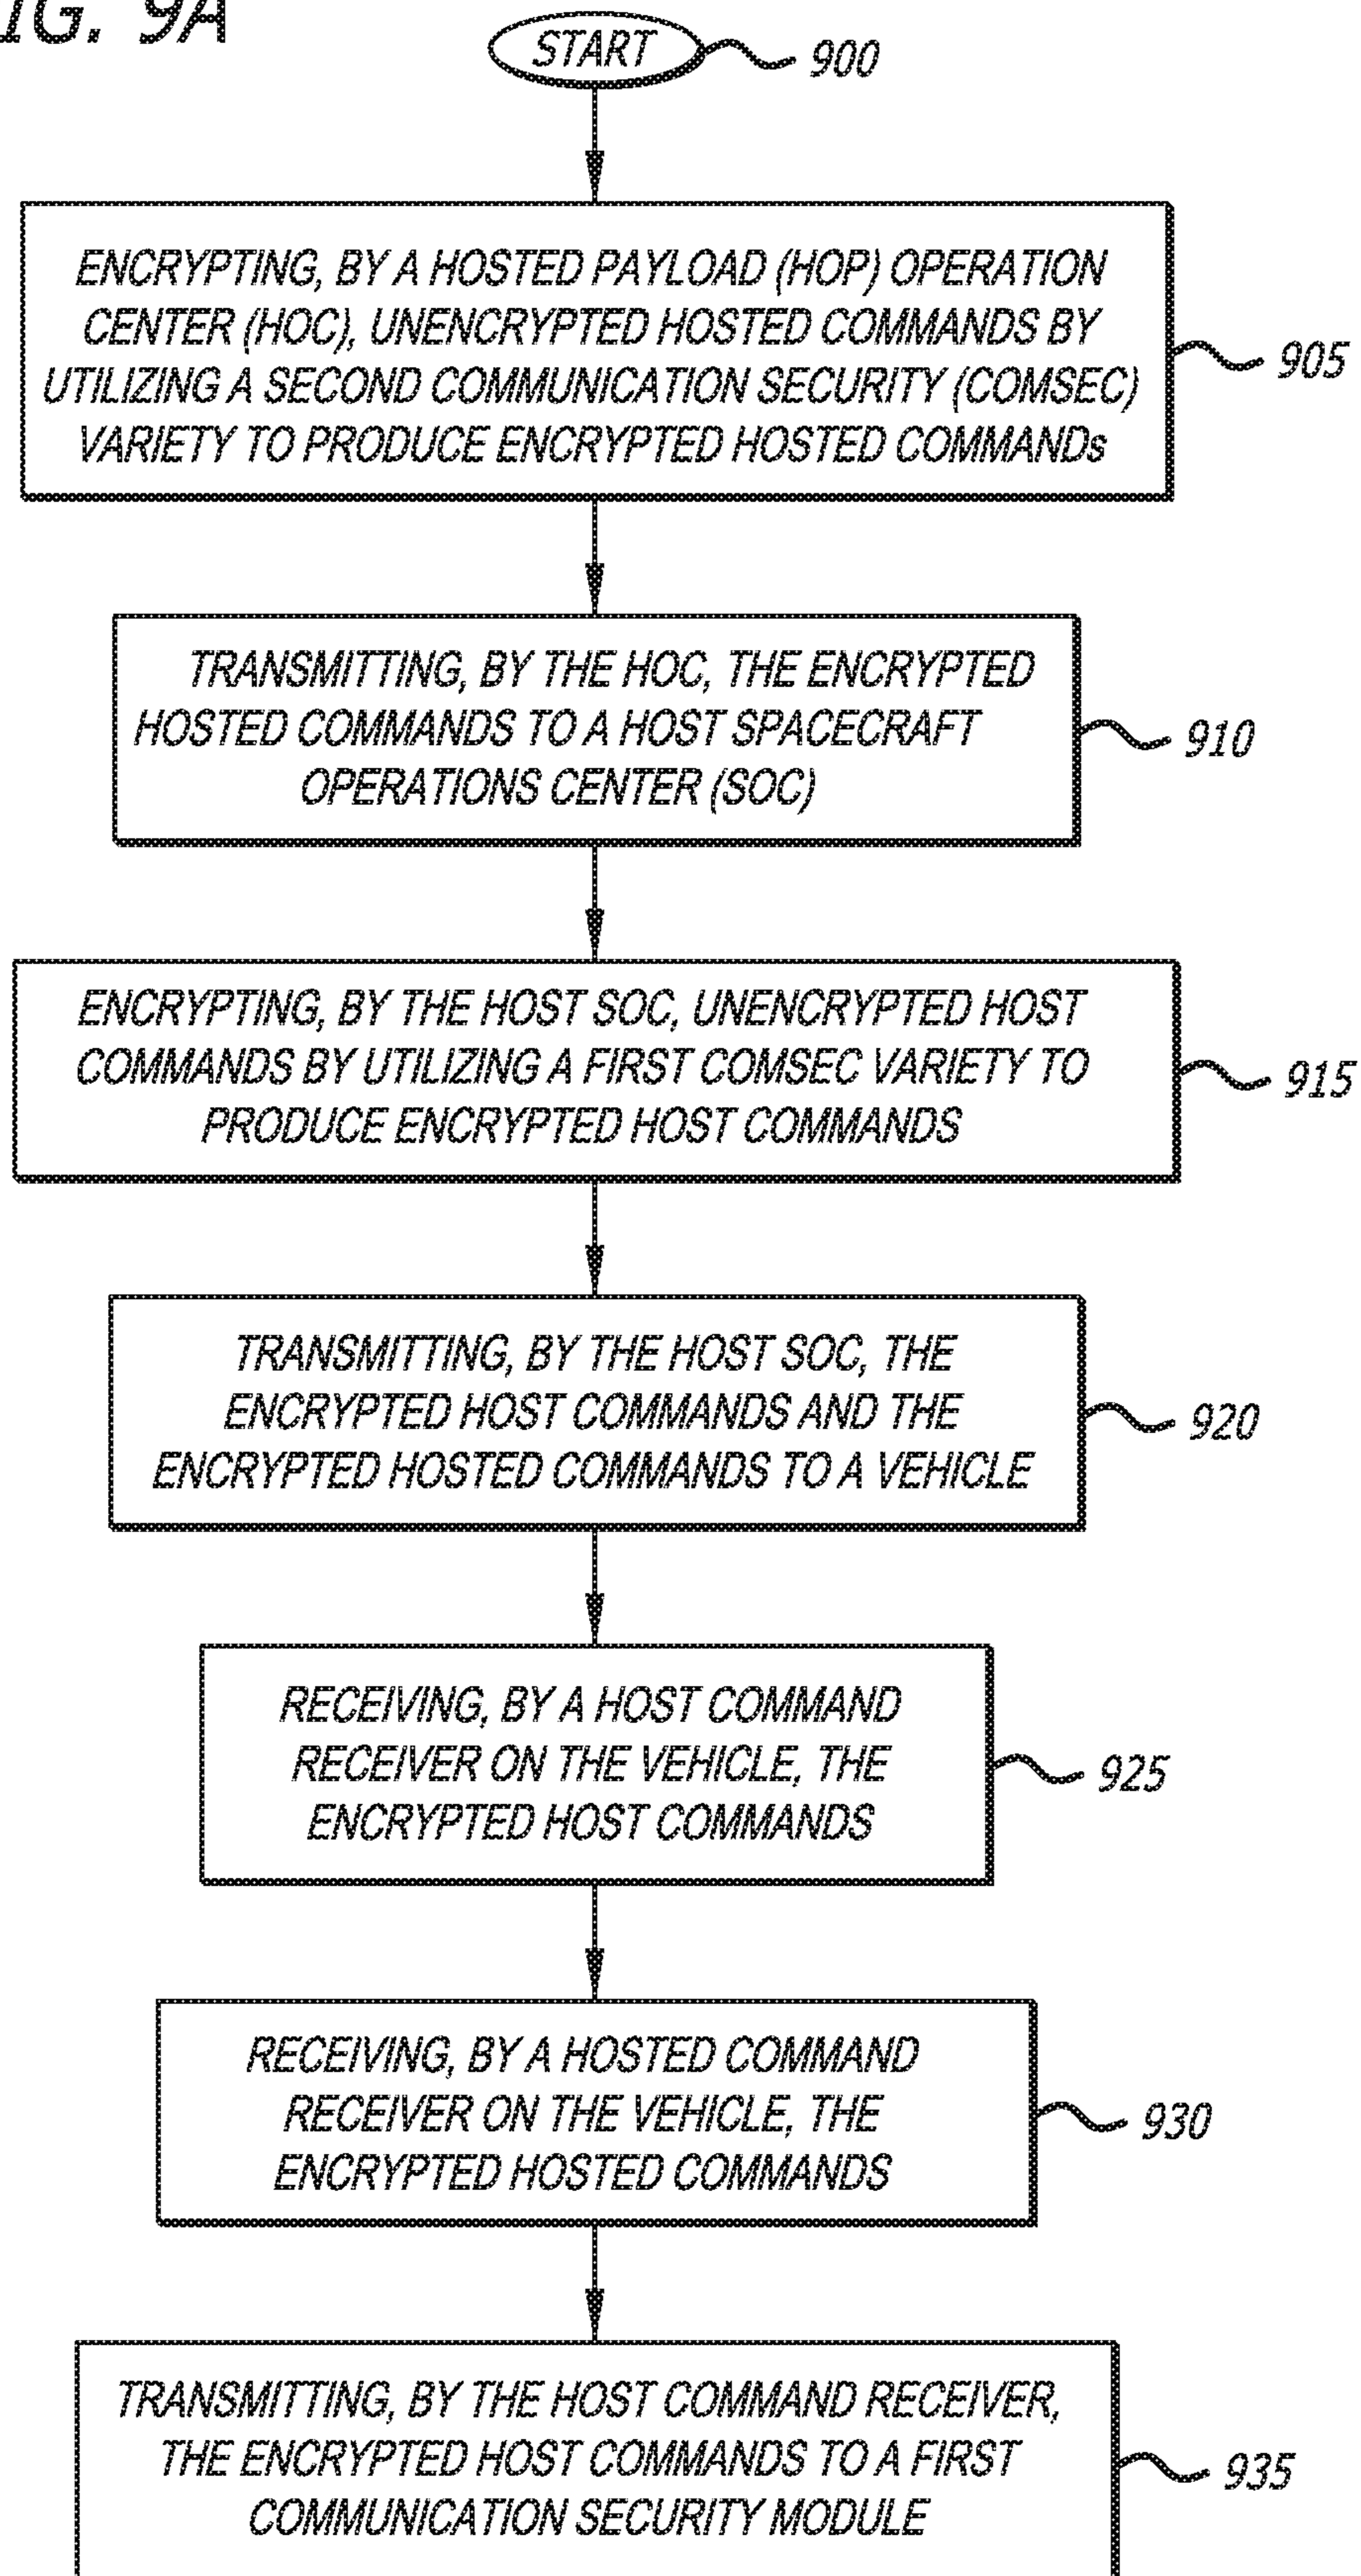 IG. 9A
START
900
ENCRYPTING, BY A HOSTED PAYLOAD (HOP) OPERATION
CENTER (HOC), UNENCRYPTED HOSTED COMMANDS BY
UTILIZING A SECOND COMMUNICATION SECURITY (COMSEC)
VARIETY TO PRODUCE ENCRYPTED HOSTED COMMANDs
905
TRANSMITTING, BY THE HOC, THE ENCRYPTED
HOSTED COMMANDS TO A HOST SPACECRAFT
OPERATIONS CENTER (SOC)
910
ENCRYPTING, BY THE HOST SOC, UNENCRYPTED HOST
COMMANDS BY UTILIZING A FIRST COMSEC VARIETY TO
PRODUCE ENCRYPTED HOST COMMANDS
915
TRANSMITTING, BY THE HOST SOC, THE
ENCRYPTED HOST COMMANDS AND THE
ENCRYPTED HOSTED COMMANDS TO A VEHICLE
920
RECEIVING, BY A HOST COMMAND
RECEIVER ON THE VEHICLE, THE
ENCRYPTED HOST COMMANDS
925
RECEIVING, BY A HOSTED COMMAND
RECEIVER ON THE VEHICLE, THE
ENCRYPTED HOSTED COMMANDS
930
TRANSMITTING, BY THE HOST COMMAND RECEIVER,
THE ENCRYPTED HOST COMMANDS TO A FIRST
COMMUNICATION SECURITY MODULE
935